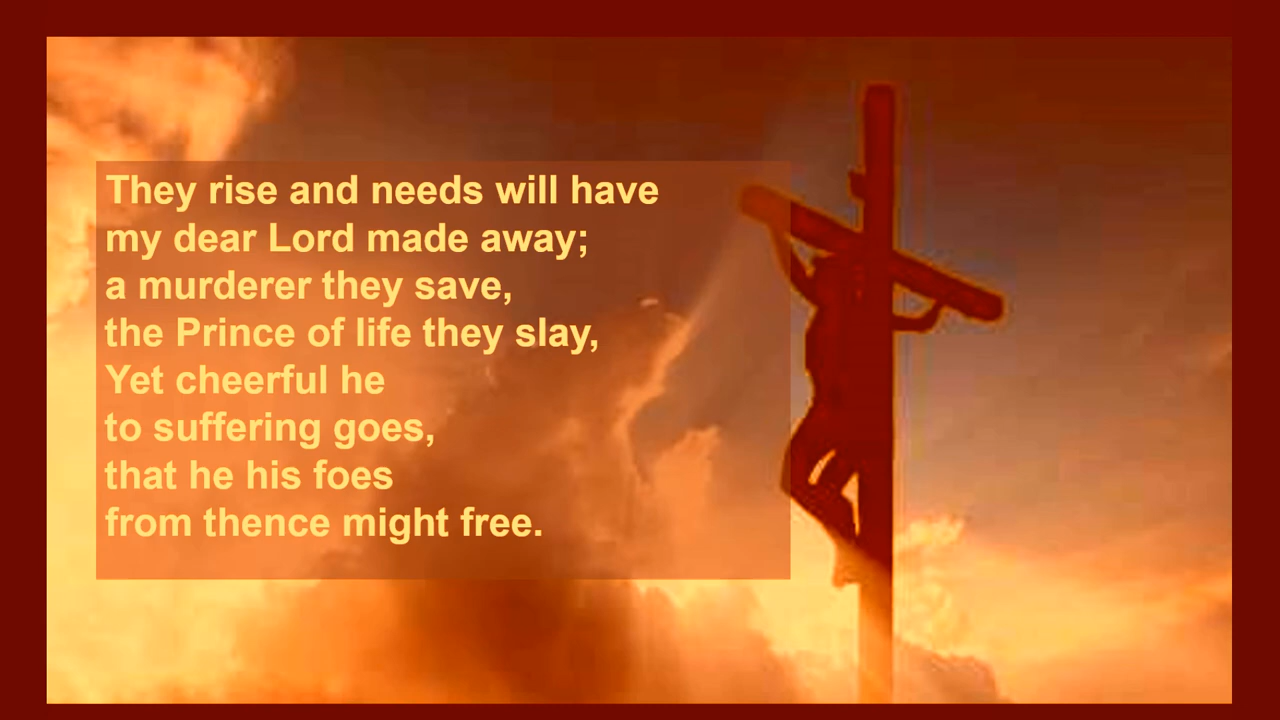 They rise and needs will have
my dear Lord made away;
a murderer they save,
the Prince of life they slay,
Yet cheerful he
to suffering goes,
that he his foes
from thence might free.